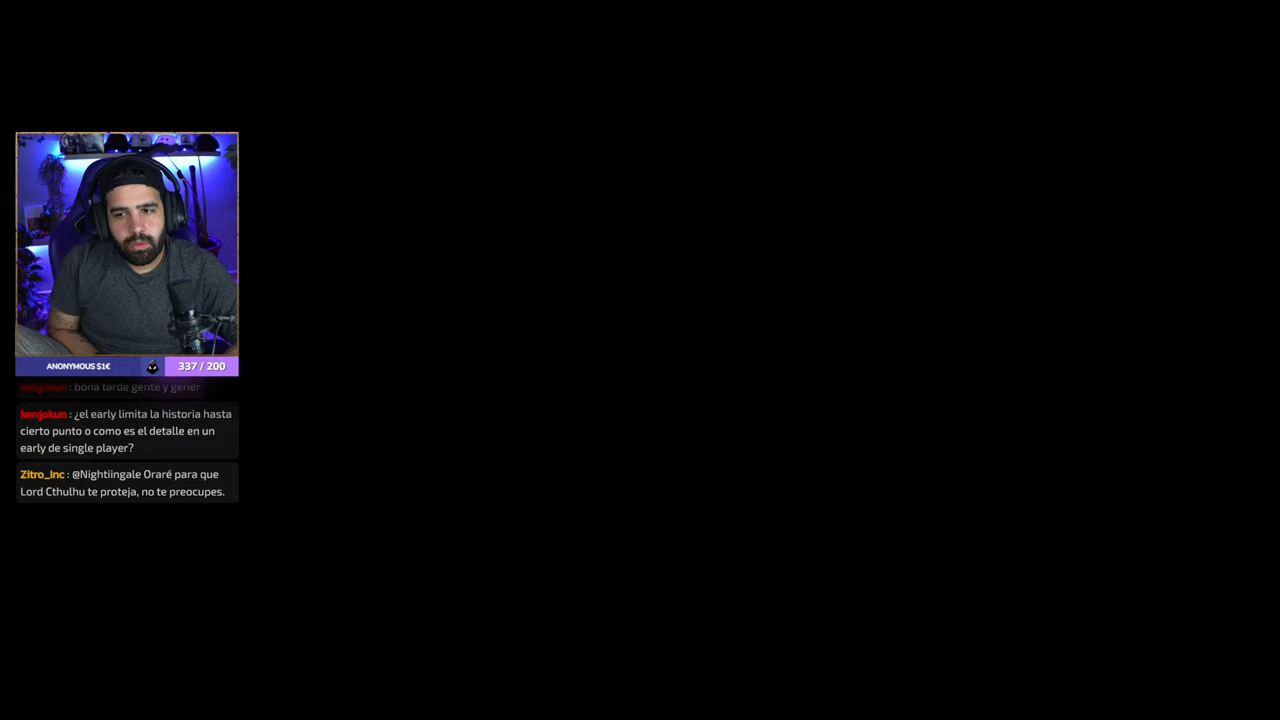 ANONYMOUS $1€
337 / 200
kenjokun : bona tarde gente y gerier
kenjokun : ¿el early limita la historia hasta
cierto punto o como es el detalle en un
early de single player?
Zitro_Inc : @Nightiingale Oraré para que
Lord Cthulhu te proteja, no te preocupes.